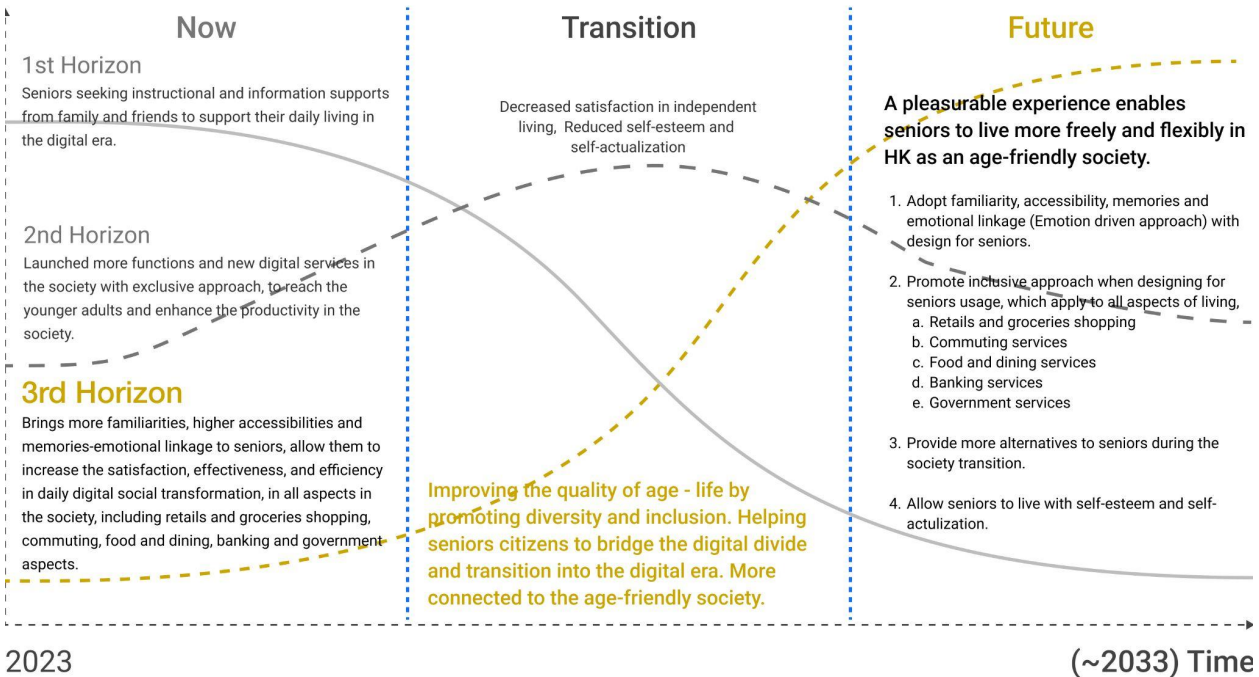 Now
1st Horizon
Seniors seeking instructional and information supports
from family and friends to support their daily living in
the digital era.
2nd Horizon
Launched more functions and new digital services in
the society with exclusive approach, to reach the
younger adults and enhance the productivity in the
society.
3rd Horizon
Brings more familiarities, higher accessibilities and
memories-emotional linkage to seniors, allow them to
increase the satisfaction, effectiveness, and efficiency
in daily digital social transformation, in all aspects in
the society, including retails and groceries shopping,
commuting, food and dining, banking and government
aspects.
Transition
Decreased satisfaction in independent
living, Reduced self-esteem and
self-actualization
Improving the quality of age - life by
promoting diversity and inclusion. Helping
seniors citizens to bridge the digital divide
and transition into the digital era. More
connected to the age-friendly society.
Future
A pleasurable experience enables
seniors to live more freely and flexibly in
HK as an age-friendly society.
1. Adopt familiarity, accessibility, memories and
emotional linkage (Emotion driven approach) with
design for seniors.
2. Promote inclusive approach when designing for
seniors usage, which apply to all aspects of living,
a. Retails and groceries shopping
b. Commuting services
c. Food and dining services
d. Banking services
e. Government services
3. Provide more alternatives to seniors during the
society transition.
4. Allow seniors to live with self-esteem and self-
actulization.
2023
(~2033) Time